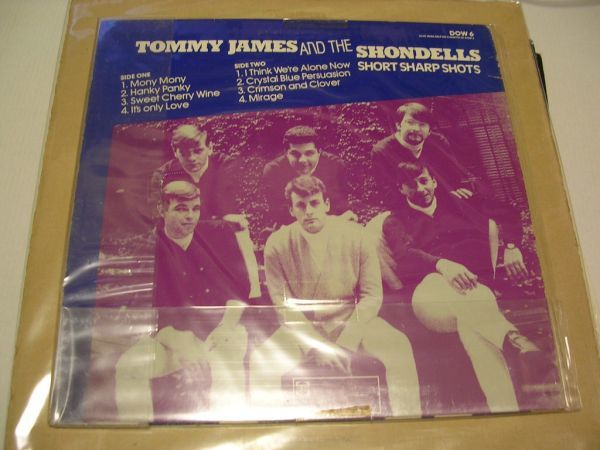 DOW 6
TOMMY JAMES AND THE SHONDELLS
SHORT SHARP SHOTS
SIDE ONE
1. Mony Mony
2. Hanky Panky
3. Sweet Cherry Wine
4. It's only Love
SIDE TWO
1. I Think We're Alone Now
2. Crystal Blue Persuasion
3. Crimson and Clover
4. Mirage